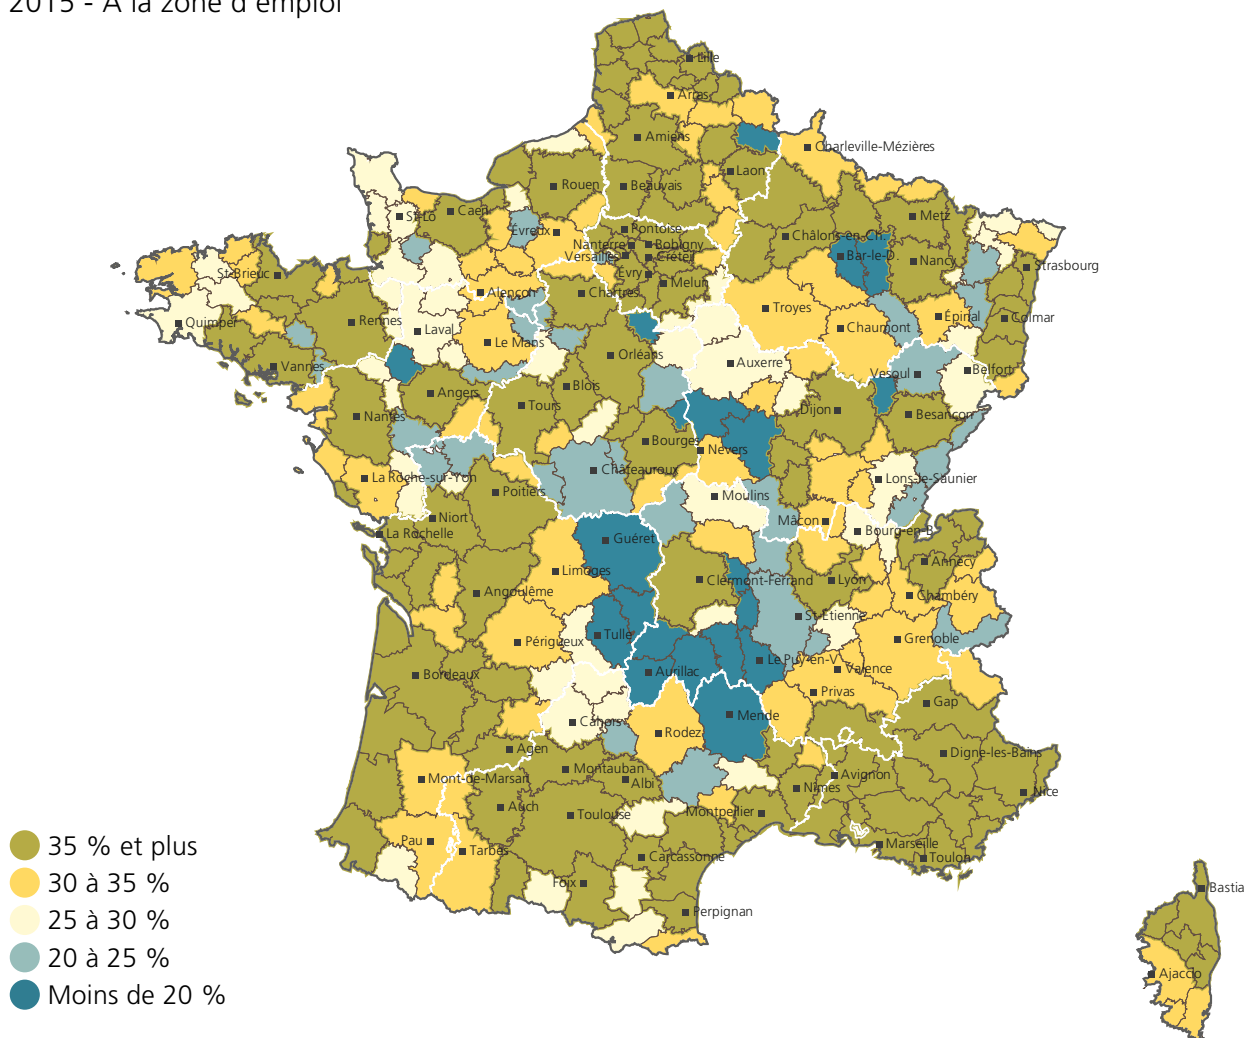 2015 - À la zone d'emploi
Lille
Arras
Amiens
Charleville-Mézières
Laon
Rouen
Beauvais
St-Lô
Caen
Metz
Évreux
Pontoise
Nanterre
Bobigny
Châlons-en-Ch.
Versailles
Créteil
Bar-le-D.
Nancy
Strasbourg
St-Brieuc
Evry
Melun
Alençon
Chartres
Troyes
Quimper
Rennes
Laval
Chaumont
Épinal
Colmar
Le Mans
Orléans
Auxerre
Vannes
Vesoul
Belfort
Angers
Blois
Tours
Dijon
Besançon
Nantes
Bourges
Nevers
La Roche-sur-Yon
Châteauroux
Lons-le-Saunier
Poitiers
Moulins
Niort
Mâcon
Bourg-en-B.
La Rochelle
Guéret
Annecy
Limoges
Clermont-Ferrand
Lyon
Angoulême
Chambéry
St-Étienne
Tulle
Périgueux
Grenoble
Le Puy-en-V.
Bordeaux
Aurillac
Valence
Privas
Gap
Cahors
Mende
Rodez
Agen
Digne-les-Bains
Mont-de-Marsan
Montauban
Albi
Avignon
Nîmes
Nice
Auch
Toulouse
Montpellier
Pau
Tarbes
Marseille
Carcassonne
Toulon
Foix
Perpignan
Bastia
Ajaccio
35 % et plus
30 à 35 %
25 à 30 %
20 à 25 %
Moins de 20 %